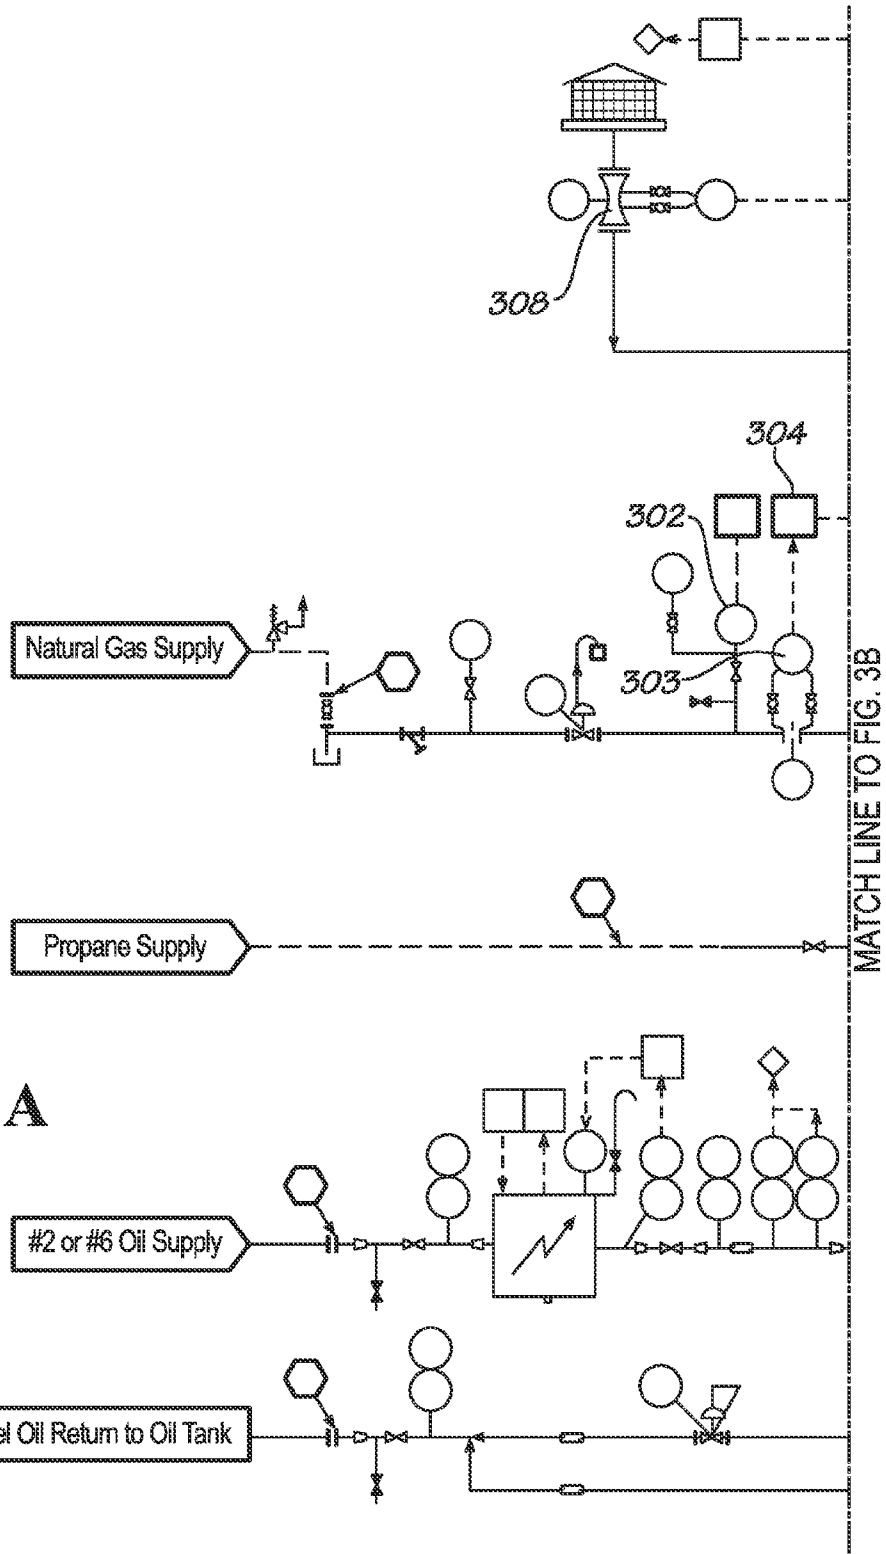 308
304
302
Natural Gas Supply
303
MATCH LINE TO FIG. 3B
Propane Supply
A
#2 or #6 Oil Supply
el Oil Return to Oil Tank